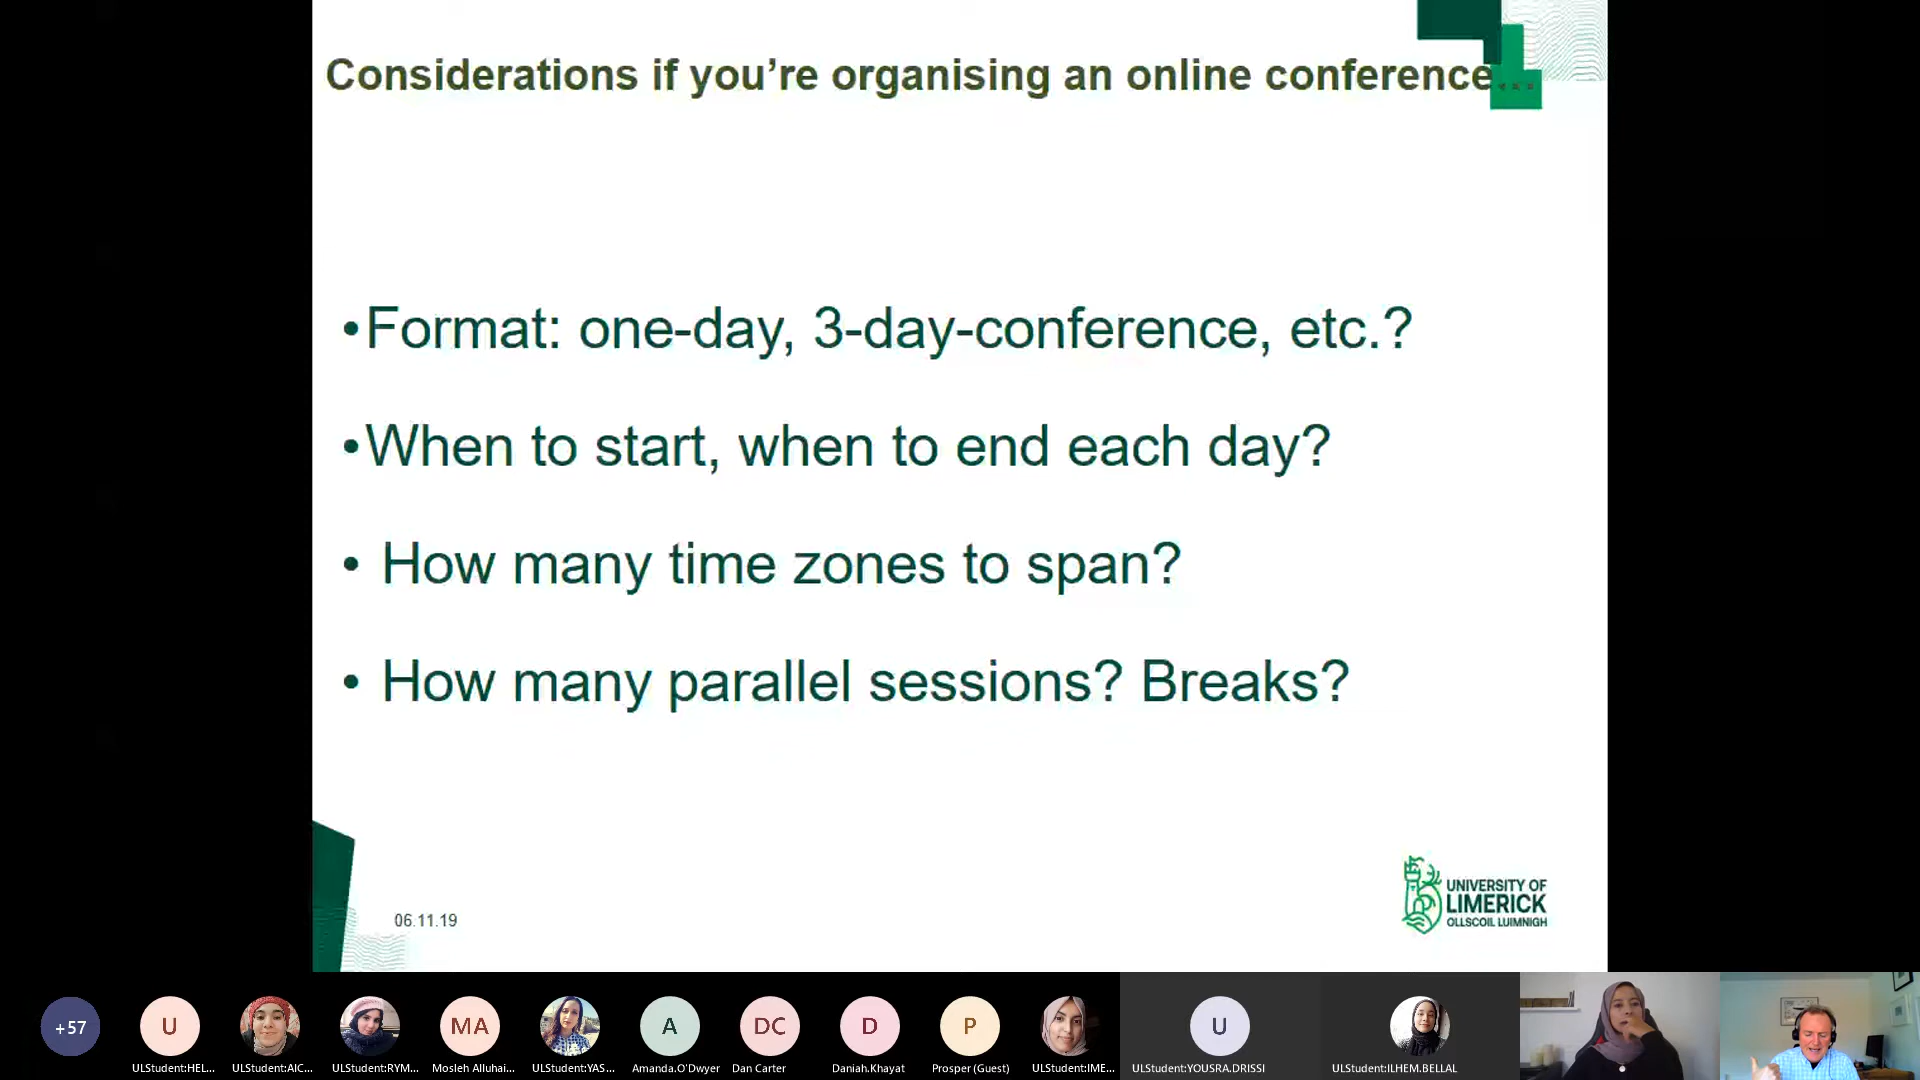 Considerations if you're organising an online conference...
•Format: one-day, 3-day-conference, etc.?
•When to start, when to end each day?
• How many time zones to span?
• How many parallel sessions? Breaks?
06.11.19
UNIVERSITY OF
LIMERICK
OLLSCOIL LUIMNIGH
+57
U
MA
A
DC
D
P
U
ULStudent:HEL...
ULStudent:AIC...
ULStudent:RYM...
Mosleh Alluhai...
ULStudent:YAS...
Amanda.O'Dwyer
Dan Carter
Daniah.Khayat
Prosper (Guest)
ULStudent:IME...
ULStudent:YOUSRA.DRISSI
ULStudent:ILHEM.BELLAL